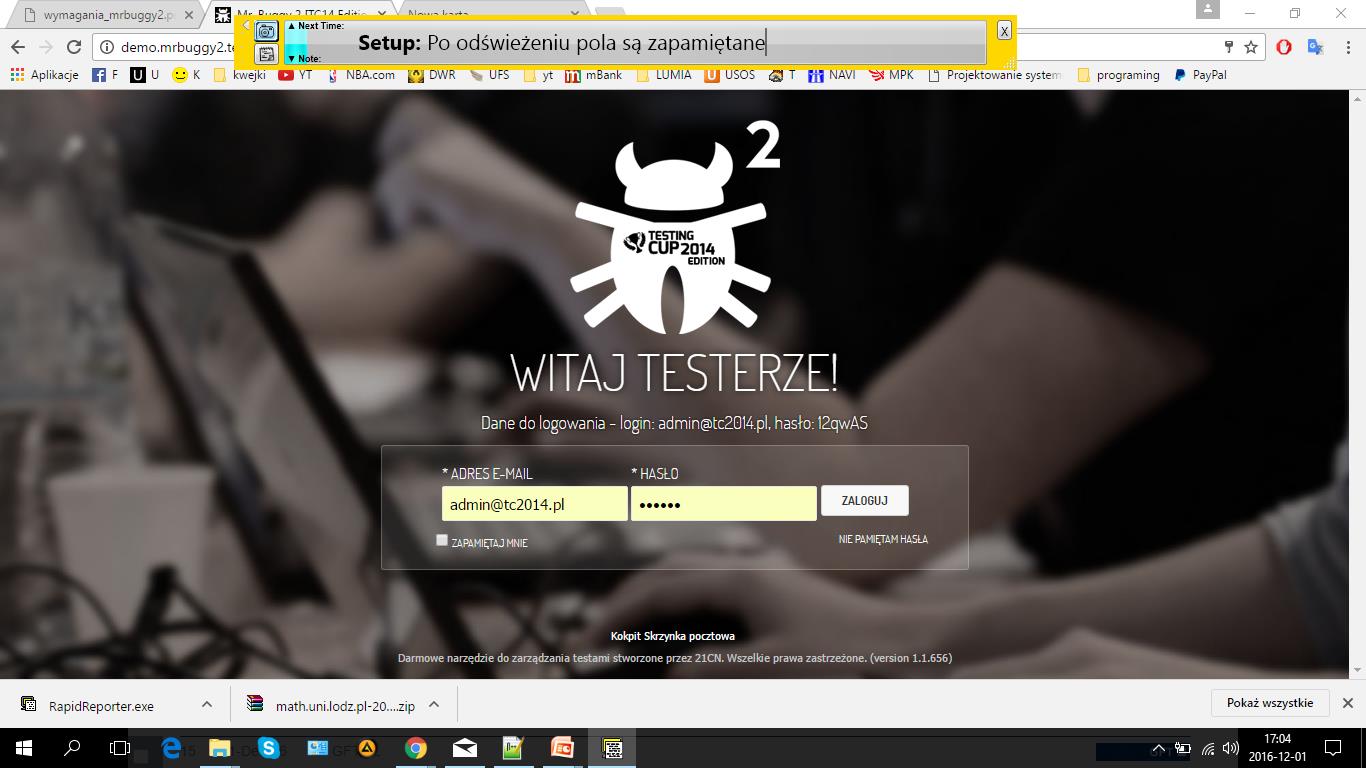 wymagania_mrbuggy2.p
Mr. Buggy 2 [TC14 Editi
Nowa karta
Next Time:
Setup: Po odświeżeniu pola są zapamiętane
Note:
X
demo.mrbuggy2.te
Aplikacje F U K kwejki YT NBA.com DWR UFS yt mBank LUMIA USOS T NAVI MPK Projektowanie system programing PayPal
2
TESTING
CUP 2014
EDITION
WITAJ TESTERZE!
Dane do logowania - login: admin@tc2014.pl, hasło: 12qwAS
* ADRES E-MAIL * HASŁO
admin@tc2014.pl •••••• ZALOGUJ
ZAPAMIĘTAJ MNIE NIE PAMIĘTAM HASŁA
Kokpit Skrzynka pocztowa
Darmowe narzędzie do zarządzania testami stworzone przez 21CN. Wszelkie prawa zastrzeżone. (version 1.1.656)
RapidReporter.exe math.uni.lodz.pl-20....zip Pokaż wszystkie
17:04
2016-12-01